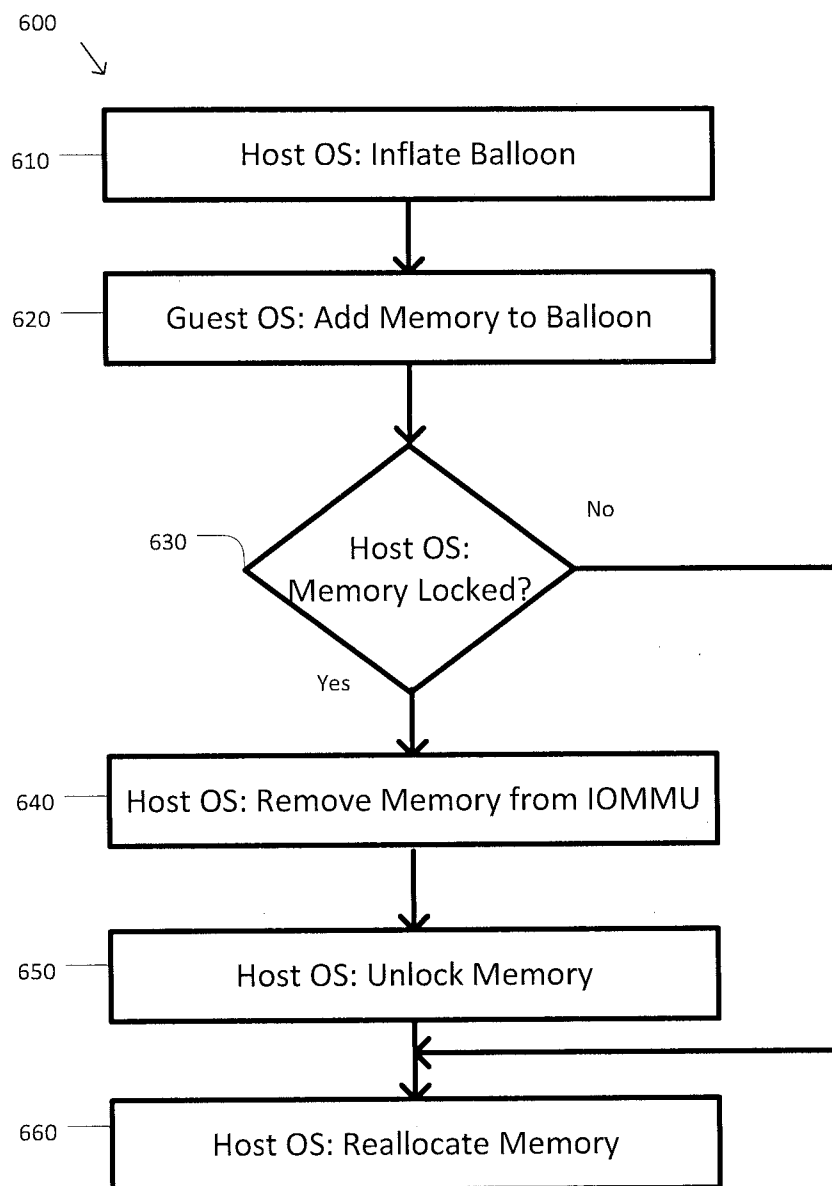 600
610
Host OS: Inflate Balloon
620
Guest OS: Add Memory to Balloon
630
Host OS:
Memory Locked?
No
Yes
640
Host OS: Remove Memory from IOMMU
650
Host OS: Unlock Memory
660
Host OS: Reallocate Memory